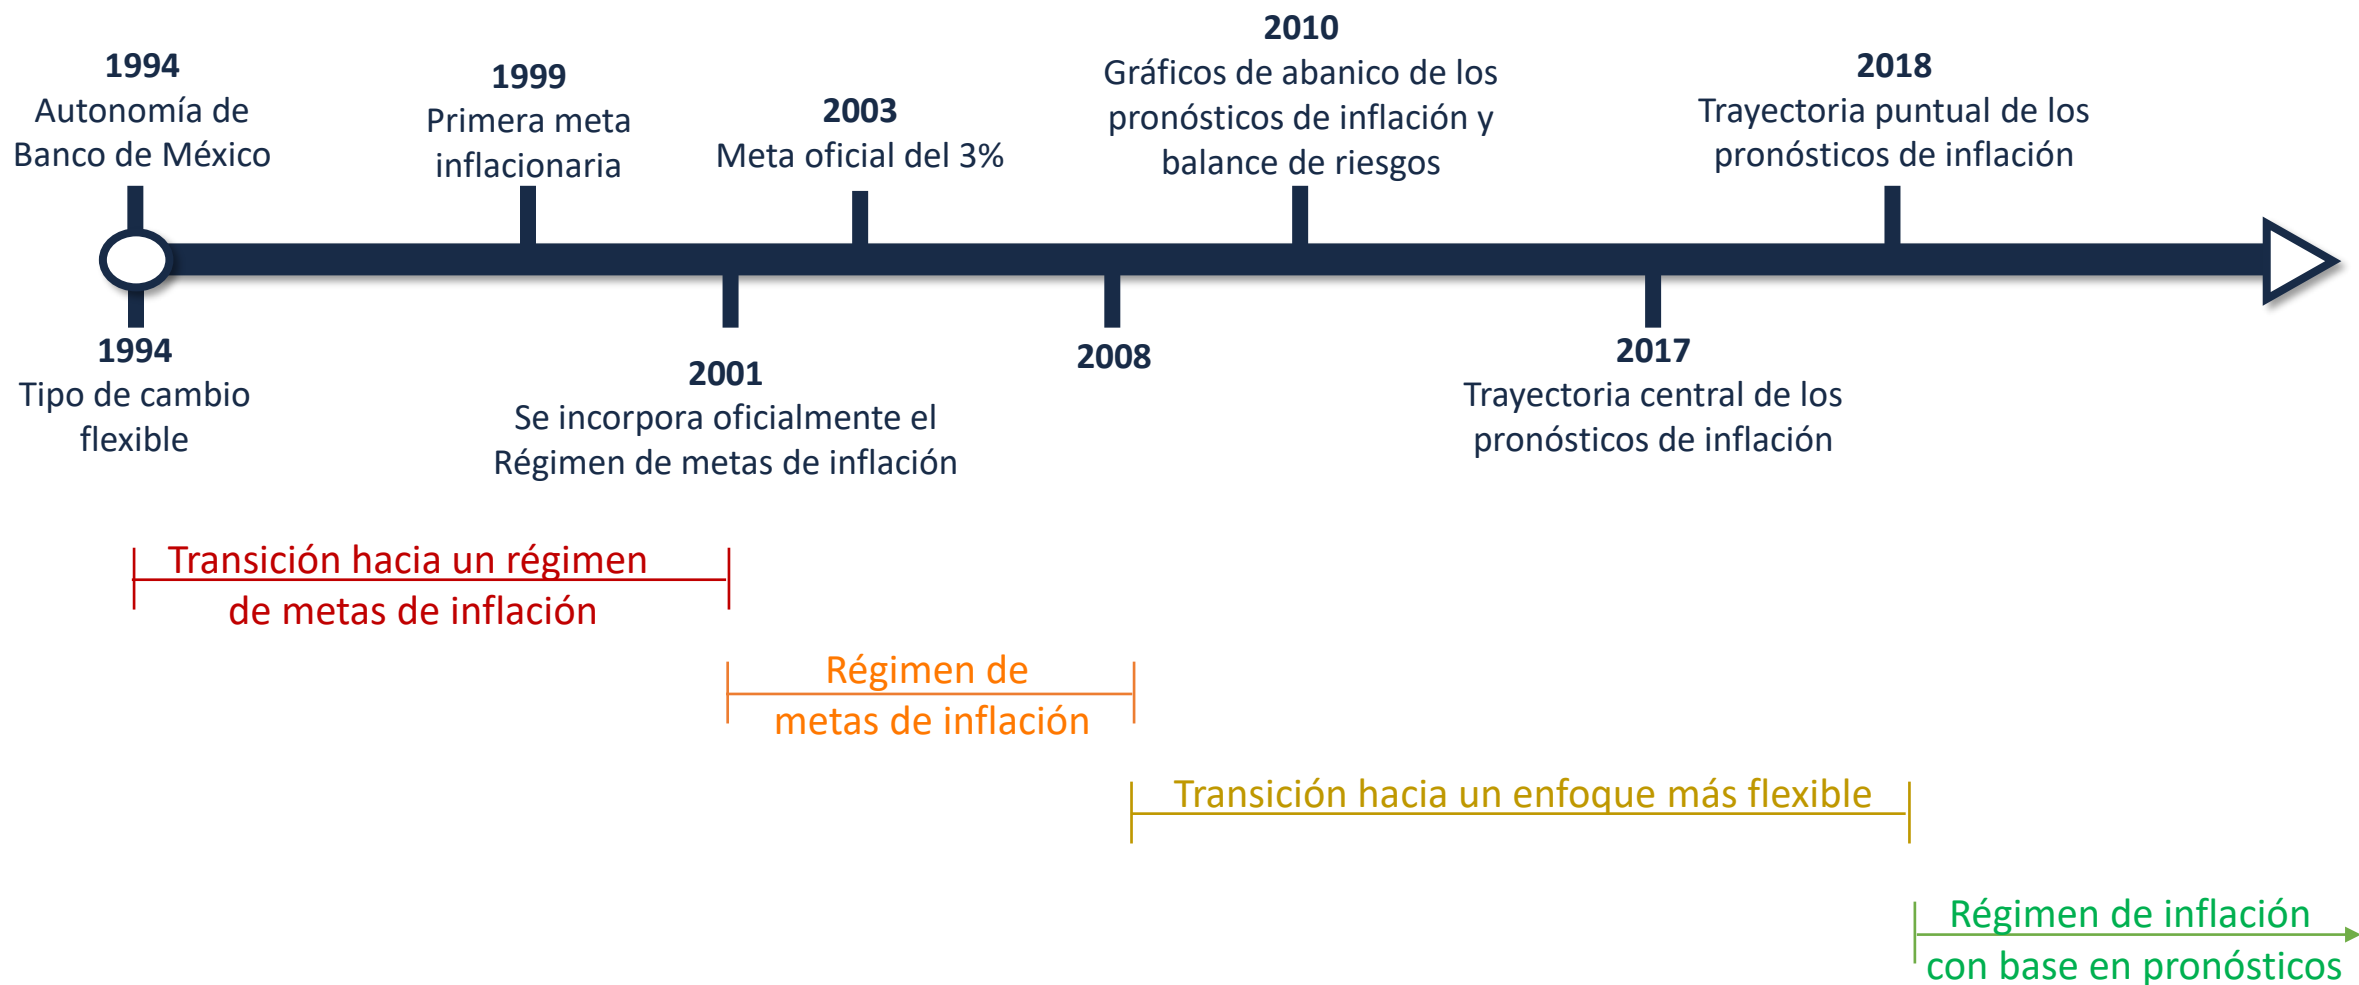 1994
Autonomía de
Banco de México
1999
Primera meta
inflacionaria
2003
Meta oficial del 3%
2010
Gráficos de abanico de los
pronósticos de inflación y
balance de riesgos
2018
Trayectoria puntual de los
pronósticos de inflación
1994
Tipo de cambio
flexible
2001
Se incorpora oficialmente el
Régimen de metas de inflación
2008
2017
Trayectoria central de los
pronósticos de inflación
Transición hacia un régimen
de metas de inflación
Régimen de
metas de inflación
Transición hacia un enfoque más flexible
Régimen de inflación
con base en pronósticos